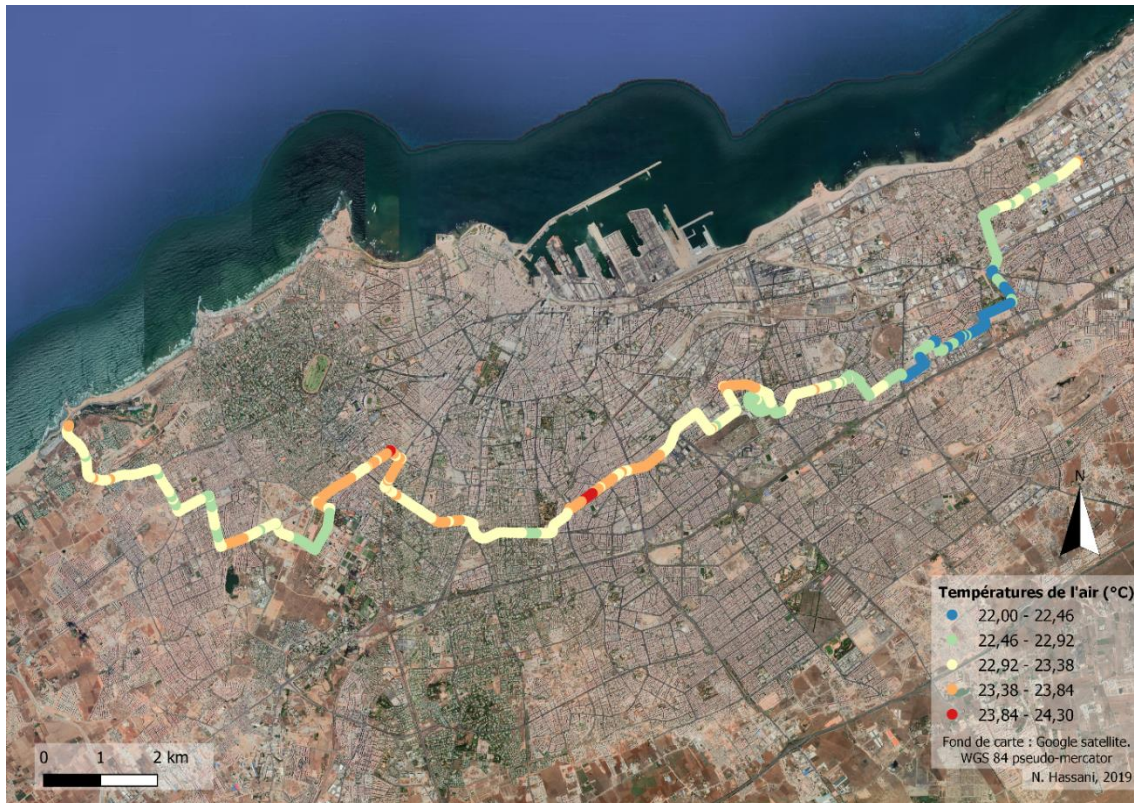 N
Températures de l'air (°C)
22,00 - 22,46
22,46 - 22,92
22,92 - 23,38
23,38 - 23,84
23,84 - 24,30
0 1 2 km
Fond de carte : Google satellite.
WGS 84 pseudo-mercator
N. Hassani, 2019